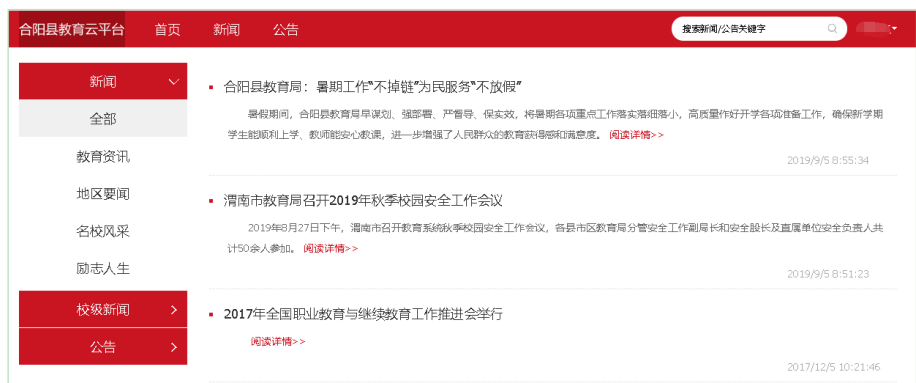 合阳县教育云平台 首页 新闻 公告 搜索新闻/公告关键字
新闻
全部
教育资讯
地区要闻
名校风采
励志人生
校级新闻
公告
合阳县教育局：暑期工作“不掉链”为民服务“不放假”
暑假期间，合阳县教育局早谋划、强部署、严督导、保实效，将暑期各项重点工作落实落细落小，高质量作好开学各项准备工作，确保新学期
学生能顺利上学、教师能安心教课，进一步增强了人民群众的教育获得感和满意度。 阅读详情>>
2019/9/5 8:55:34
渭南市教育局召开2019年秋季校园安全工作会议
2019年8月27日下午，渭南市召开教育系统秋季校园安全工作会议，各县市区教育局分管安全工作副局长和安全股长及直属单位安全负责人共
计50余人参加。 阅读详情>>
2019/9/5 8:51:23
2017年全国职业教育与继续教育工作推进会举行
阅读详情>>
2017/12/5 10:21:46